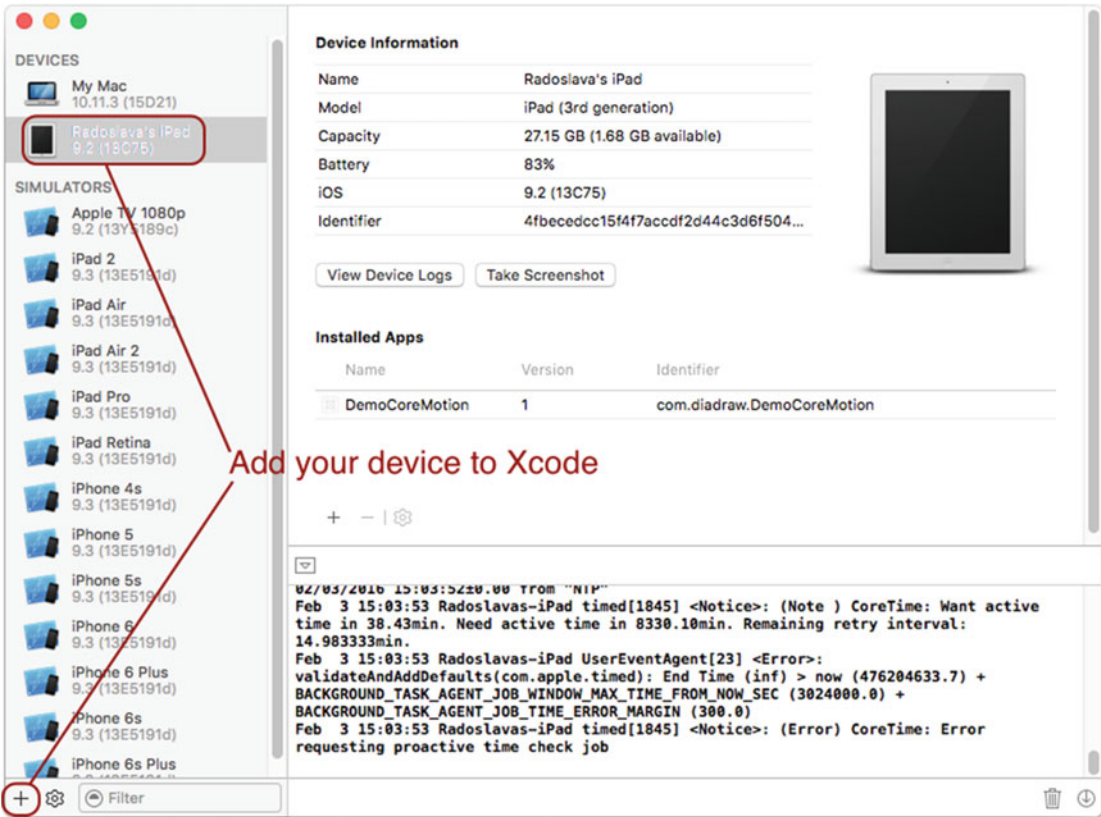 DEVICES
My Mac
10.11.3 (15D21)
Radoslava's iPad
9.2 (13C75)
SIMULATORS
Apple TV 1080p
9.2 (13Y5189c)
iPad 2
9.3 (13E5191d)
iPad Air
9.3 (13E5191d)
iPad Air 2
9.3 (13E5191d)
iPad Pro
9.3 (13E5191d)
iPad Retina
9.3 (13E5191d)
iPhone 4s
9.3 (13E5191d)
iPhone 5
9.3 (13E5191d)
iPhone 5s
9.3 (13E5191d)
iPhone 6
9.3 (13E5191d)
iPhone 6 Plus
9.3 (13E5191d)
iPhone 6s
9.3 (13E5191d)
iPhone 6s Plus
Filter
Device Information
Name Radoslava's iPad
Model iPad (3rd generation)
Capacity 27.15 GB (1.68 GB available)
Battery 83%
iOS 9.2 (13C75)
Identifier 4fbecedcc15f4f7accdf2d44c3d6f504...
View Device Logs Take Screenshot
Installed Apps
Name Version Identifier
DemoCoreMotion 1 com.diadraw.DemoCoreMotion
Add your device to Xcode
02/03/2016 15:03:52±0.00 from "NTP"
Feb 3 15:03:53 Radoslavas-iPad timed[1845] <Notice>: (Note ) CoreTime: Want active
time in 38.43min. Need active time in 8330.10min. Remaining retry interval:
14.983333min.
Feb 3 15:03:53 Radoslavas-iPad UserEventAgent[23] <Error>:
validateAndAddDefaults(com.apple.timed): End Time (inf) > now (476204633.7) +
BACKGROUND_TASK_AGENT_JOB_WINDOW_MAX_TIME_FROM_NOW_SEC (3024000.0) +
BACKGROUND_TASK_AGENT_JOB_TIME_ERROR_MARGIN (300.0)
Feb 3 15:03:53 Radoslavas-iPad timed[1845] <Notice>: (Error) CoreTime: Error
requesting proactive time check job